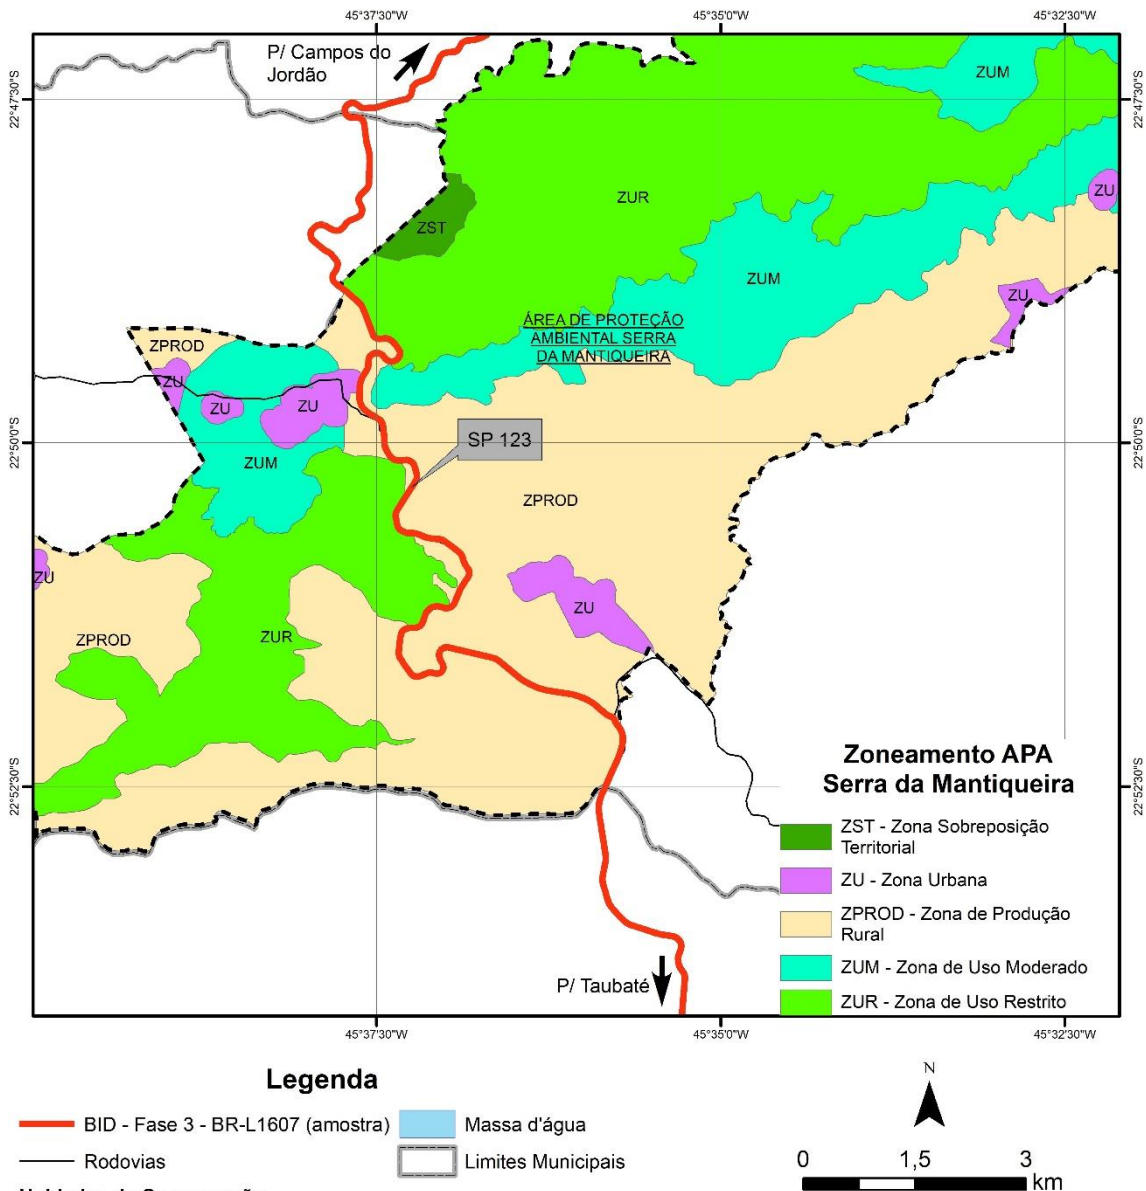 45°37'30"W
45°35'0"W
45°32'30"W
P/ Campos do
Jordão
ZUM
22°47'30"S
22°47'30"S
ZU
ZUR
ZST
ZUM
ZU
ÁREA DE PROTEÇÃO
AMBIENTAL SERRA
DA MANTIQUEIRA
ZPROD
ZU
ZU
ZU
SP 123
22°50'0"S
22°50'0"S
ZUM
ZPROD
ZU
ZU
ZPROD
ZUR
Zoneamento APA
Serra da Mantiqueira
22°52'30"S
22°52'30"S
ZST - Zona Sobreposição
Territorial
ZU - Zona Urbana
ZPROD - Zona de Produção
Rural
ZUM - Zona de Uso Moderado
P/ Taubaté
ZUR - Zona de Uso Restrito
45°37'30"W
45°35'0"W
45°32'30"W
Legenda
N
BID - Fase 3 - BR-L1607 (amostra)
Massa d'água
Rodovias
Limites Municipais
0 1,5 3
km